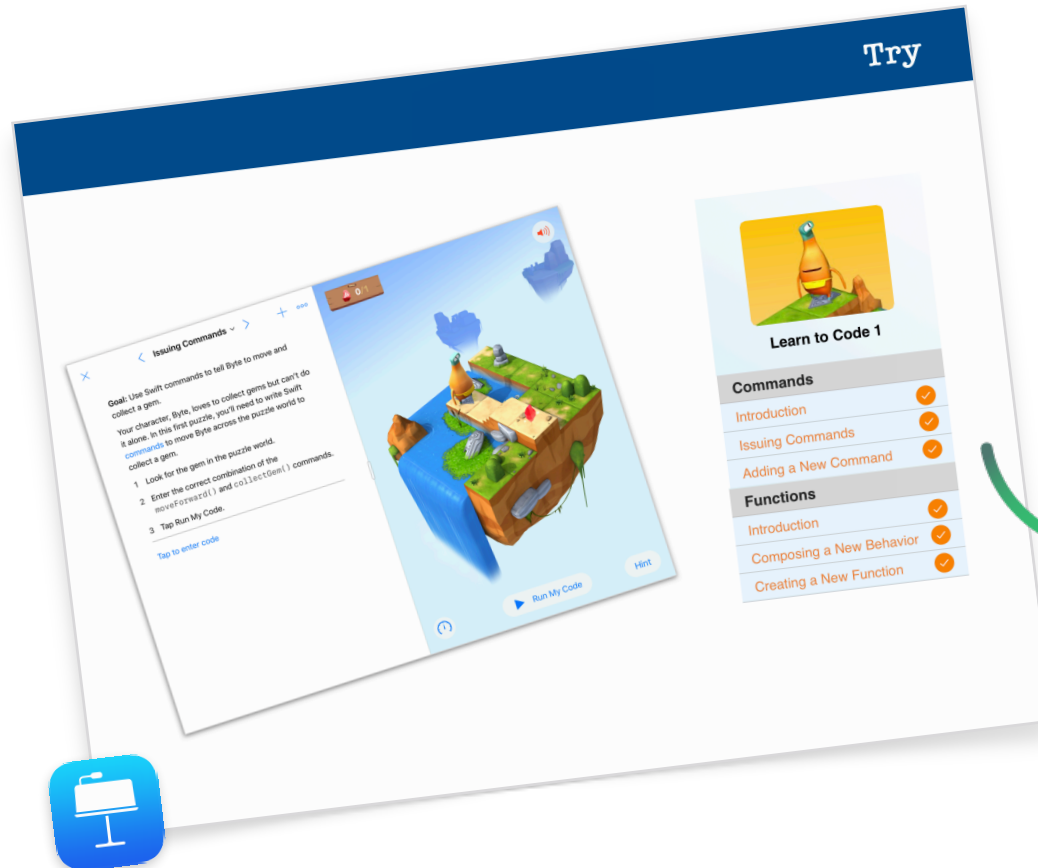 Try
Issuing Commands
Goal: Use Swift commands to tell Byte to move and
collect a gem.
Your character, Byte, loves to collect gems but can't do
it alone. In this first puzzle, you'll need to write Swift
commands to move Byte across the puzzle world to
collect a gem.
1 Look for the gem in the puzzle world.
2 Enter the correct combination of the
moveForward() and collectGem() commands.
3 Tap Run My Code.
Tap to enter code
0/1
Run My Code
Hint
Learn to Code 1
Commands
Introduction
Issuing Commands
Adding a New Command
Functions
Introduction
Composing a New Behavior
Creating a New Function